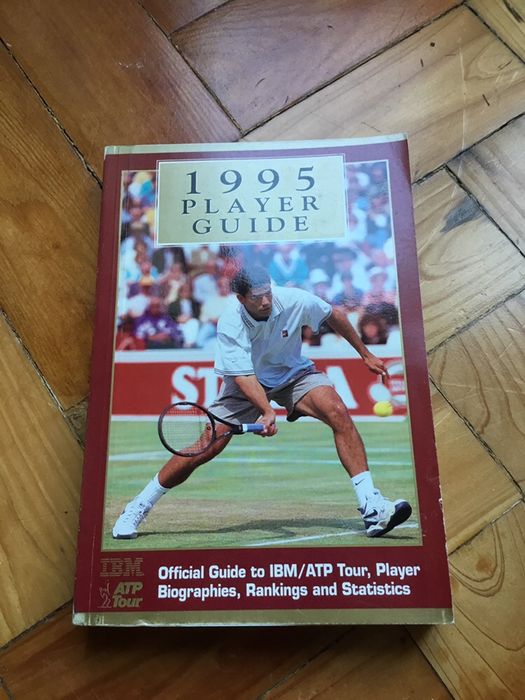 1995
PLAYER
GUIDE
IBM
ATP
Tour
Official Guide to IBM/ATP Tour, Player
Biographies, Rankings and Statistics